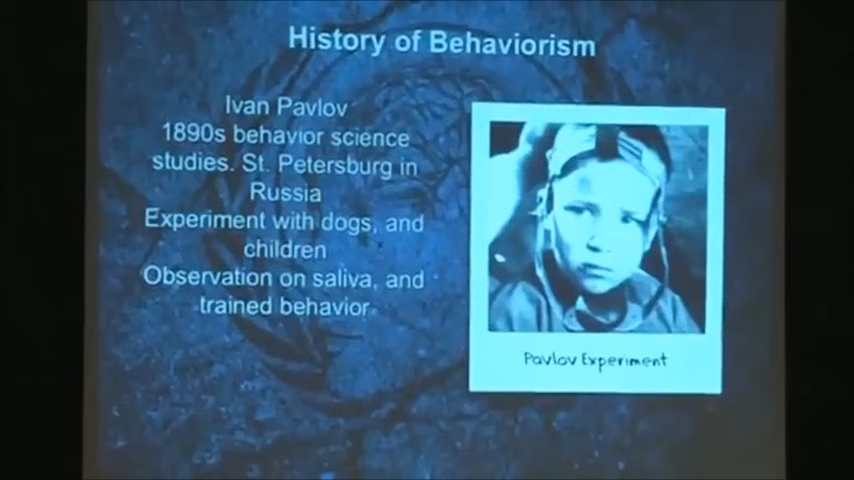 History of Behaviorism
Ivan Pavlov
1890s behavior science
studies. St. Petersburg in
Russia
Experiment with dogs, and
children
Observation on saliva, and
trained behavior
Pavlov Experiment